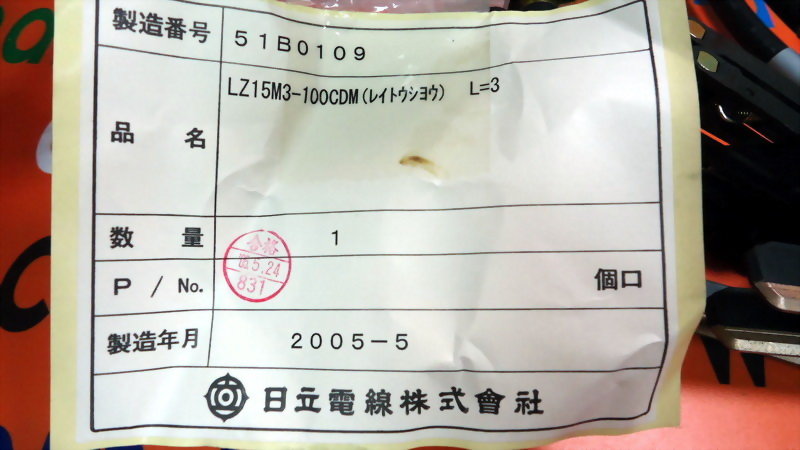 製造番号 51B0109
品名 LZ15M3-100CDM(レイトウシヨウ) L=3
数量 1
合格
5.24
831
P / No. 個口
製造年月 2005-5
日立電線株式會社